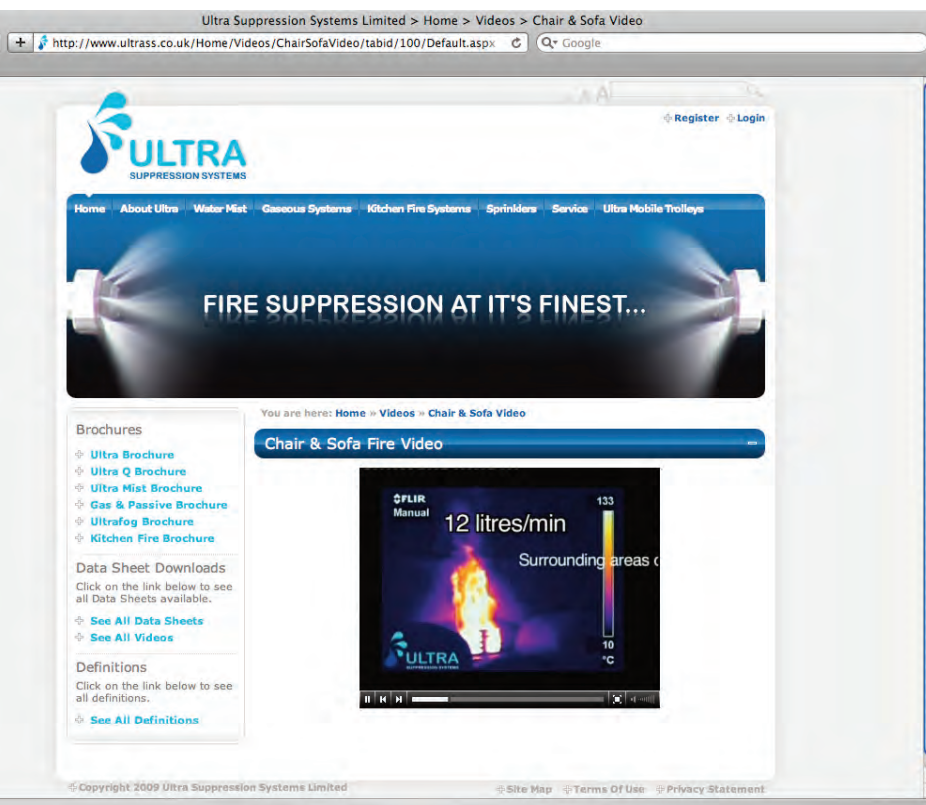 Ultra Suppression Systems Limited > Home > Videos > Chair & Sofa Video
+ http://www.ultrass.co.uk/Home/Videos/ChairSofaVideo/tabid/100/Default.aspx Google
A A
Register Login
ULTRA
SUPPRESSION SYSTEMS
Home About Ultra Water Mist Gaseous Systems Kitchen Fire Systems Sprinklers Service Ultra Mobile Trolleys
FIRE SUPPRESSION AT IT'S FINEST...
You are here: Home » Videos » Chair & Sofa Video
Chair & Sofa Fire Video
Brochures
Ultra Brochure
Ultra Q Brochure
Ultra Mist Brochure
Gas & Passive Brochure
Ultrafog Brochure
Kitchen Fire Brochure
Data Sheet Downloads
Click on the link below to see
all Data Sheets available.
See All Data Sheets
See All Videos
Definitions
Click on the link below to see
all definitions.
See All Definitions
FLIR
Manual
133
12 litres/min
Surrounding areas
10
°C
ULTRA
SUPPRESSION SYSTEMS
Copyright 2009 Ultra Suppression Systems Limited
Site Map Terms Of Use Privacy Statement